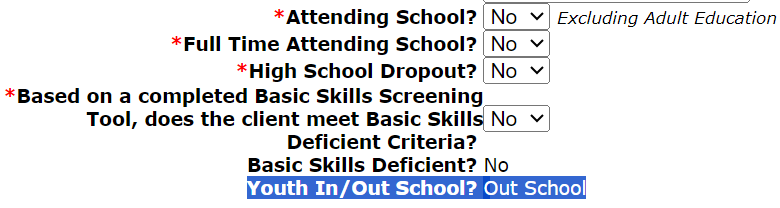 *Attending School? No Excluding Adult Education
*Full Time Attending School? No
*High School Dropout? No
*Based on a completed Basic Skills Screening
Tool, does the client meet Basic Skills No
Deficient Criteria?
Basic Skills Deficient? No
Youth In/Out School? Out School